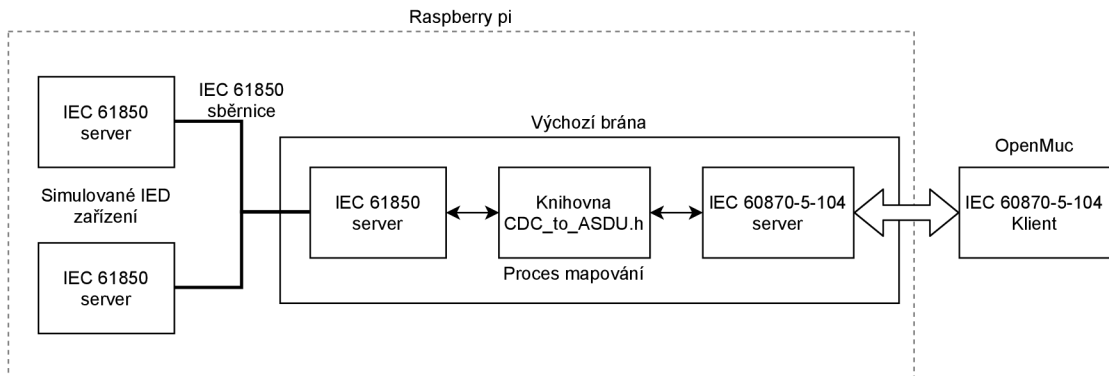 Raspberry pi
IEC 61850
server
IEC 61850
sběrnice
Simulované IED
zařízení
IEC 61850
server
Výchozí brána
IEC 61850
server
Knihovna
CDC_to_ASDU.h
Proces mapování
IEC 60870-5-104
server
OpenMuc
IEC 60870-5-104
Klient